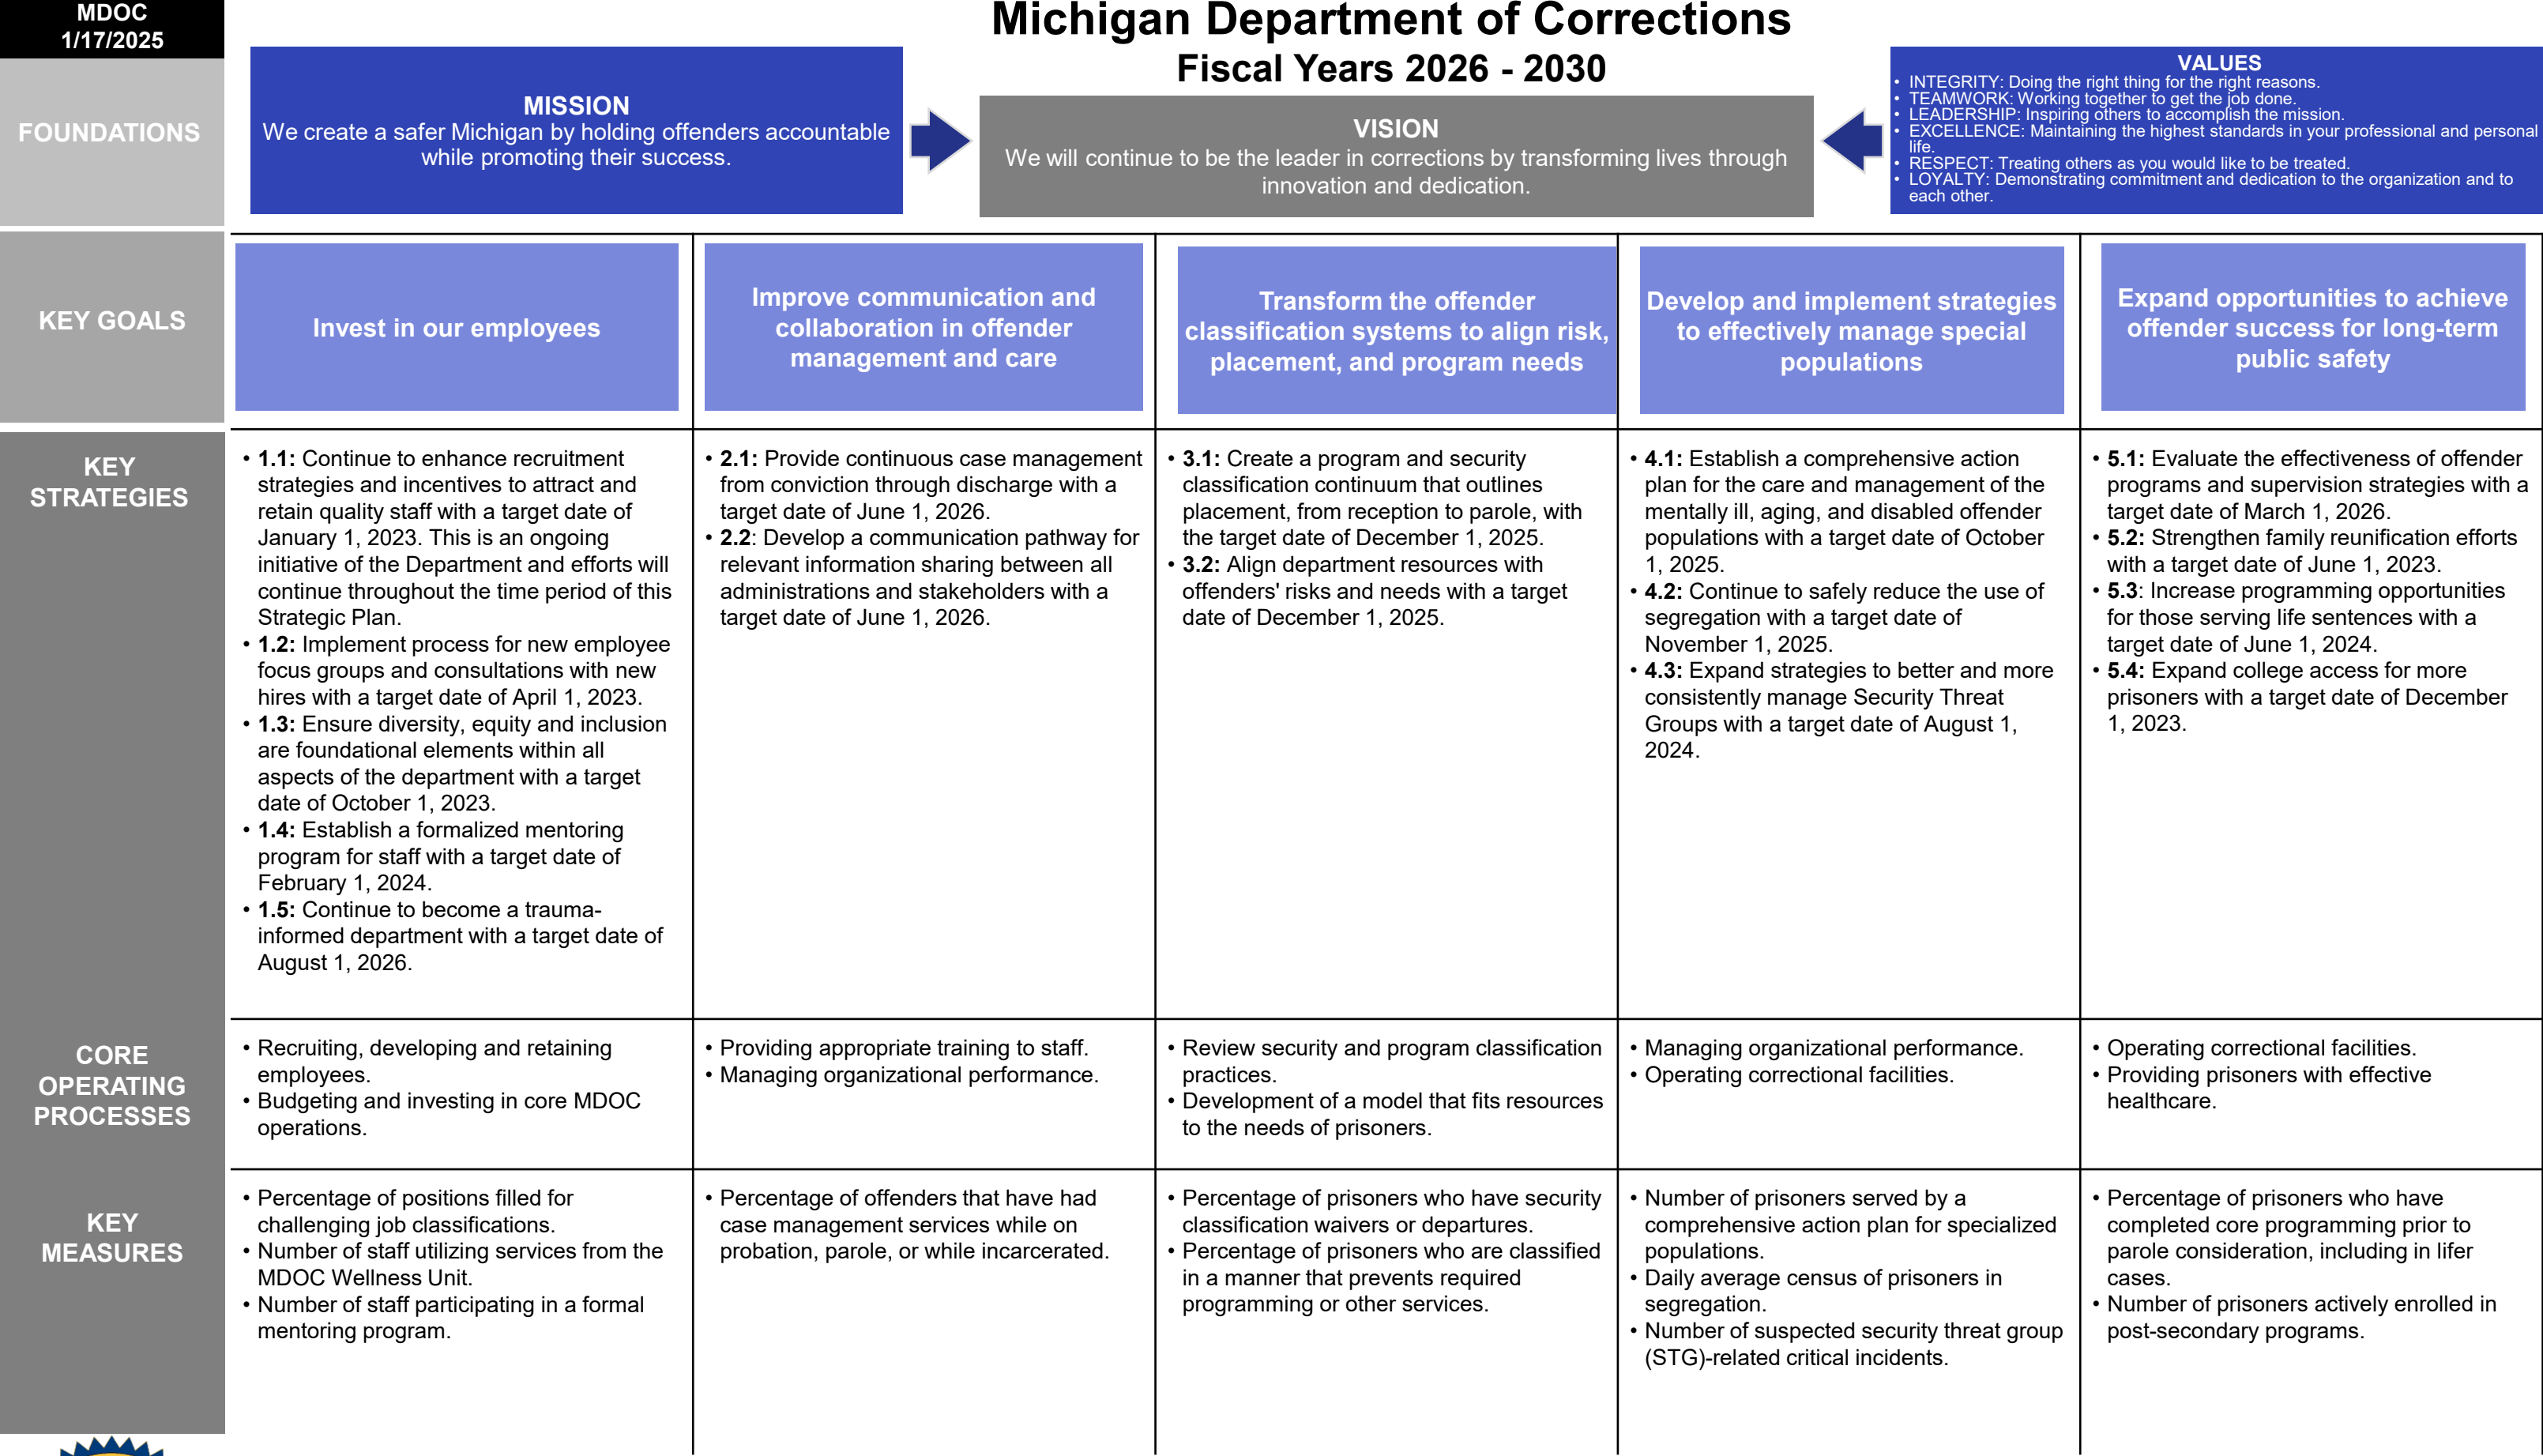 MDOC
1/17/2025
Michigan Department of Corrections
Fiscal Years 2026 - 2030
FOUNDATIONS
MISSION
We create a safer Michigan by holding offenders accountable
while promoting their success.
VISION
We will continue to be the leader in corrections by transforming lives through
innovation and dedication.
VALUES
• INTEGRITY: Doing the right thing for the right reasons.
• TEAMWORK: Working together to get the job done.
• LEADERSHIP: Inspiring others to accomplish the mission.
• EXCELLENCE: Maintaining the highest standards in your professional and personal
life.
• RESPECT: Treating others as you would like to be treated.
• LOYALTY: Demonstrating commitment and dedication to the organization and to
each other.
KEY GOALS
Invest in our employees
Improve communication and
collaboration in offender
management and care
Transform the offender
classification systems to align risk,
placement, and program needs
Develop and implement strategies
to effectively manage special
populations
Expand opportunities to achieve
offender success for long-term
public safety
KEY
STRATEGIES
• 1.1: Continue to enhance recruitment
strategies and incentives to attract and
retain quality staff with a target date of
January 1, 2023. This is an ongoing
initiative of the Department and efforts will
continue throughout the time period of this
Strategic Plan.
• 1.2: Implement process for new employee
focus groups and consultations with new
hires with a target date of April 1, 2023.
• 1.3: Ensure diversity, equity and inclusion
are foundational elements within all
aspects of the department with a target
date of October 1, 2023.
• 1.4: Establish a formalized mentoring
program for staff with a target date of
February 1, 2024.
• 1.5: Continue to become a trauma-
informed department with a target date of
August 1, 2026.
• 2.1: Provide continuous case management
from conviction through discharge with a
target date of June 1, 2026.
• 2.2: Develop a communication pathway for
relevant information sharing between all
administrations and stakeholders with a
target date of June 1, 2026.
• 3.1: Create a program and security
classification continuum that outlines
placement, from reception to parole, with
the target date of December 1, 2025.
• 3.2: Align department resources with
offenders' risks and needs with a target
date of December 1, 2025.
• 4.1: Establish a comprehensive action
plan for the care and management of the
mentally ill, aging, and disabled offender
populations with a target date of October
1, 2025.
• 4.2: Continue to safely reduce the use of
segregation with a target date of
November 1, 2025.
• 4.3: Expand strategies to better and more
consistently manage Security Threat
Groups with a target date of August 1,
2024.
• 5.1: Evaluate the effectiveness of offender
programs and supervision strategies with a
target date of March 1, 2026.
• 5.2: Strengthen family reunification efforts
with a target date of June 1, 2023.
• 5.3: Increase programming opportunities
for those serving life sentences with a
target date of June 1, 2024.
• 5.4: Expand college access for more
prisoners with a target date of December
1, 2023.
CORE
OPERATING
PROCESSES
• Recruiting, developing and retaining
employees.
• Budgeting and investing in core MDOC
operations.
• Providing appropriate training to staff.
• Managing organizational performance.
• Review security and program classification
practices.
• Development of a model that fits resources
to the needs of prisoners.
• Managing organizational performance.
• Operating correctional facilities.
• Operating correctional facilities.
• Providing prisoners with effective
healthcare.
KEY
MEASURES
• Percentage of positions filled for
challenging job classifications.
• Number of staff utilizing services from the
MDOC Wellness Unit.
• Number of staff participating in a formal
mentoring program.
• Percentage of offenders that have had
case management services while on
probation, parole, or while incarcerated.
• Percentage of prisoners who have security
classification waivers or departures.
• Percentage of prisoners who are classified
in a manner that prevents required
programming or other services.
• Number of prisoners served by a
comprehensive action plan for specialized
populations.
• Daily average census of prisoners in
segregation.
• Number of suspected security threat group
(STG)-related critical incidents.
• Percentage of prisoners who have
completed core programming prior to
parole consideration, including in lifer
cases.
• Number of prisoners actively enrolled in
post-secondary programs.